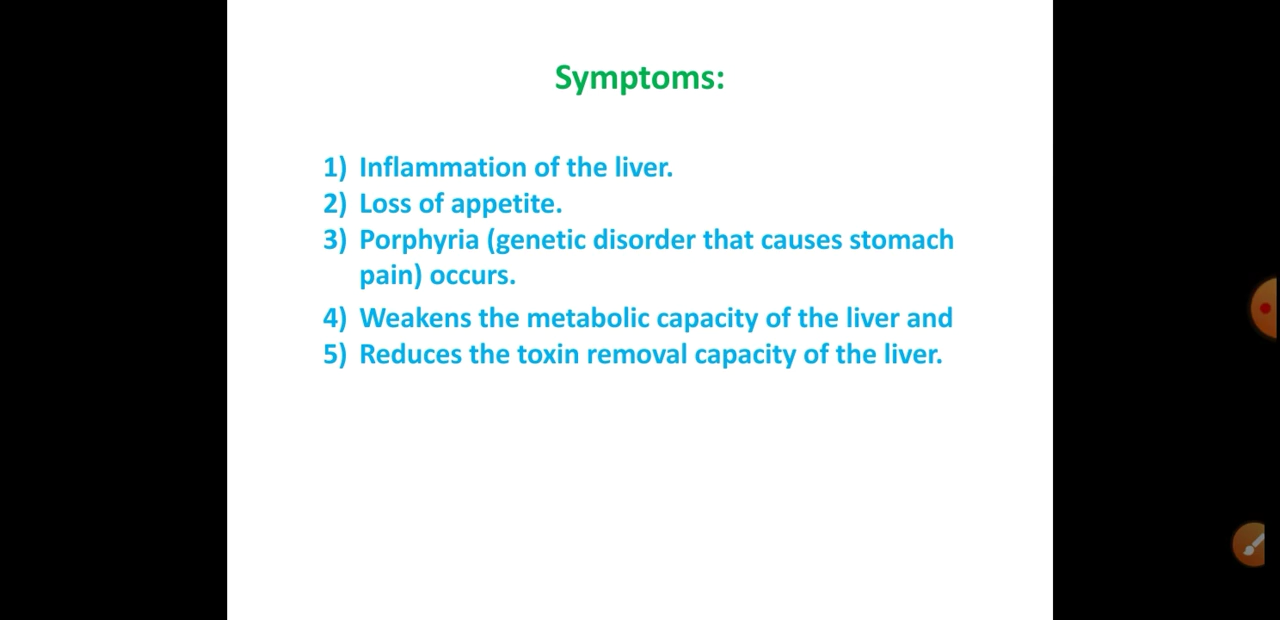 Symptoms:
1) Inflammation of the liver.
2) Loss of appetite.
3) Porphyria (genetic disorder that causes stomach
pain) occurs.
4) Weakens the metabolic capacity of the liver and
5) Reduces the toxin removal capacity of the liver.